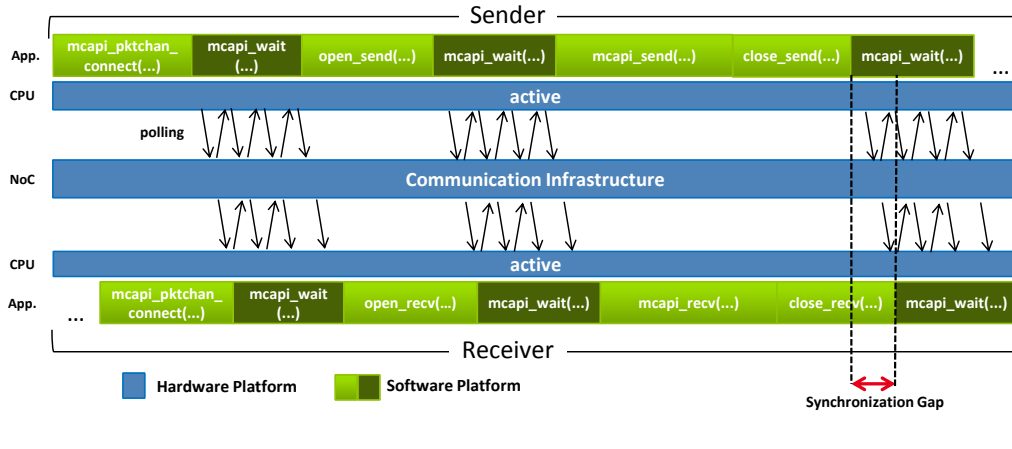 Sender
App.
mcapi_pktchan_
connect(...)
mcapi_wait
(...)
open_send(...)
mcapi_wait(...)
mcapi_send(...)
close_send(...)
mcapi_wait(...)
...
CPU
active
polling
NoC
Communication Infrastructure
CPU
active
App.
...
mcapi_pktchan_
connect(...)
mcapi_wait
(...)
open_recv(...)
mcapi_wait(...)
mcapi_recv(...)
close_recv(...)
mcapi_wait(...)
Receiver
Hardware Platform
Software Platform
Synchronization Gap